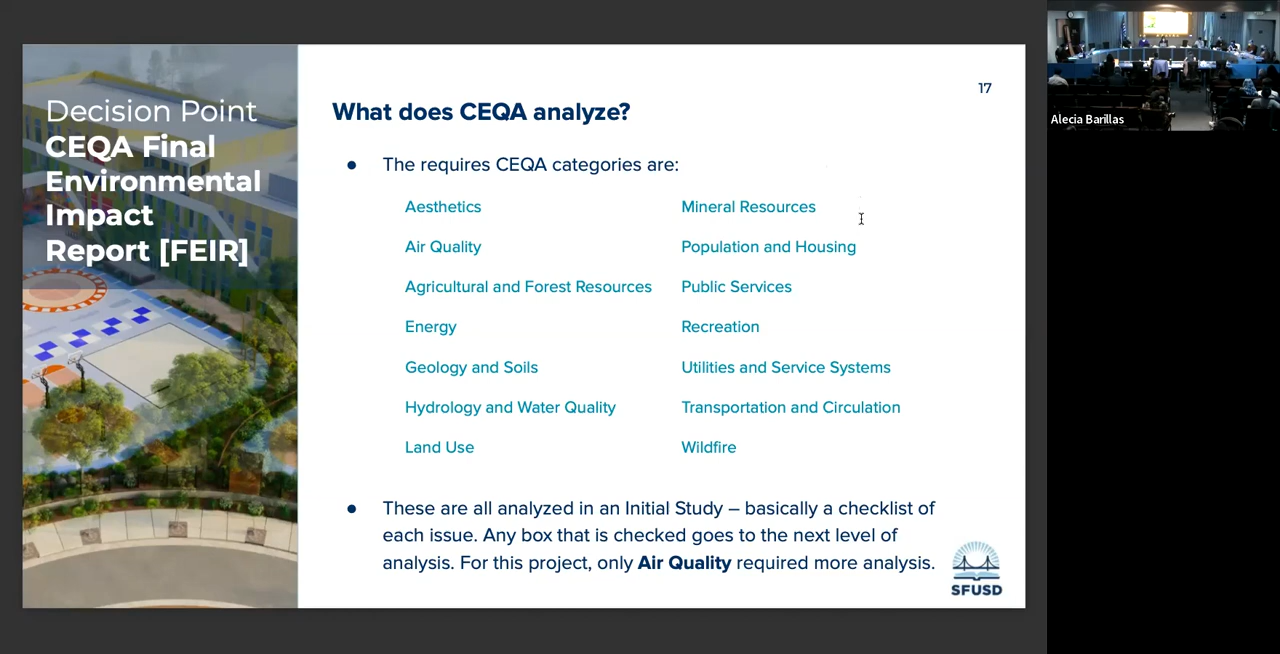 Decision Point
CEQA Final
Environmental
Impact
Report [FEIR]
17
What does CEQA analyze?
● The requires CEQA categories are:
Aesthetics
Air Quality
Agricultural and Forest Resources
Energy
Geology and Soils
Hydrology and Water Quality
Land Use
Mineral Resources
Population and Housing
Public Services
Recreation
Utilities and Service Systems
Transportation and Circulation
Wildfire
● These are all analyzed in an Initial Study – basically a checklist of
each issue. Any box that is checked goes to the next level of
analysis. For this project, only Air Quality required more analysis.
SFUSD
Alecia Barillas